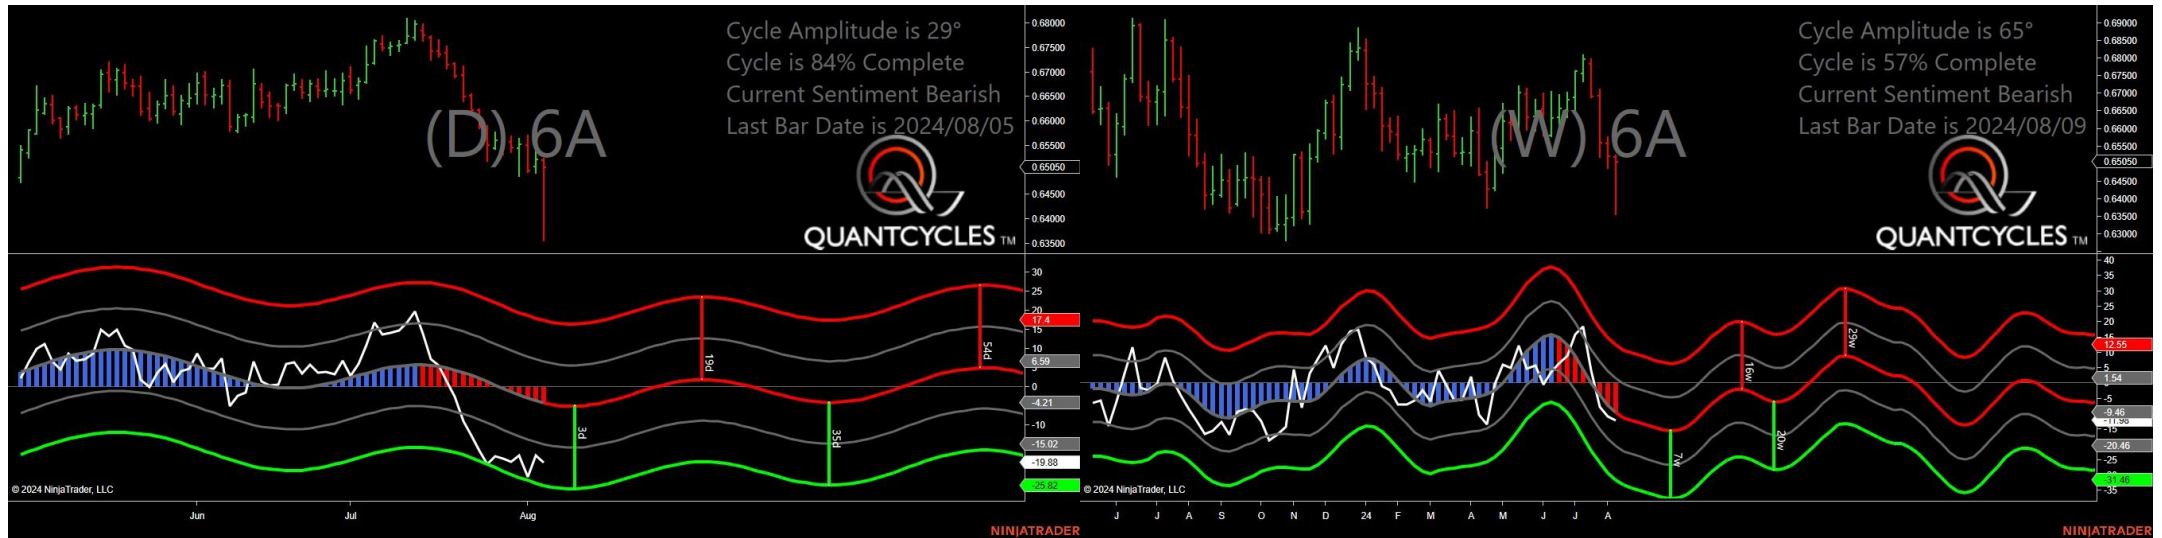 Cycle Amplitude is 29°
Cycle is 84% Complete
Current Sentiment Bearish
Last Bar Date is 2024/08/05
(D) 6A
QUANTCYCLES TM
0.68000
0.67500
0.67000
0.66500
0.66000
0.65500
0.65050
0.64500
0.64000
0.63500
30
25
20
17.4
15
10
6.59
0
-4.21
-10
-15.02
-19.88
-25.82
19d
54d
3d
35d
© 2024 NinjaTrader, LLC
Jun
Jul
Aug
NINJATRADER
Cycle Amplitude is 65°
Cycle is 57% Complete
Current Sentiment Bearish
Last Bar Date is 2024/08/09
(W) 6A
QUANTCYCLES TM
0.69000
0.68500
0.68000
0.67500
0.67000
0.66500
0.66000
0.65500
0.65050
0.64500
0.64000
0.63500
0.63000
40
35
30
25
20
12.55
10
5
1.54
-5
-9.46
-11.98
-15
-20.46
-25
-31.46
-35
16w
29w
7w
20w
© 2024 NinjaTrader, LLC
J
J
A
S
O
N
D
24
F
M
A
M
J
J
A
NINJATRADER